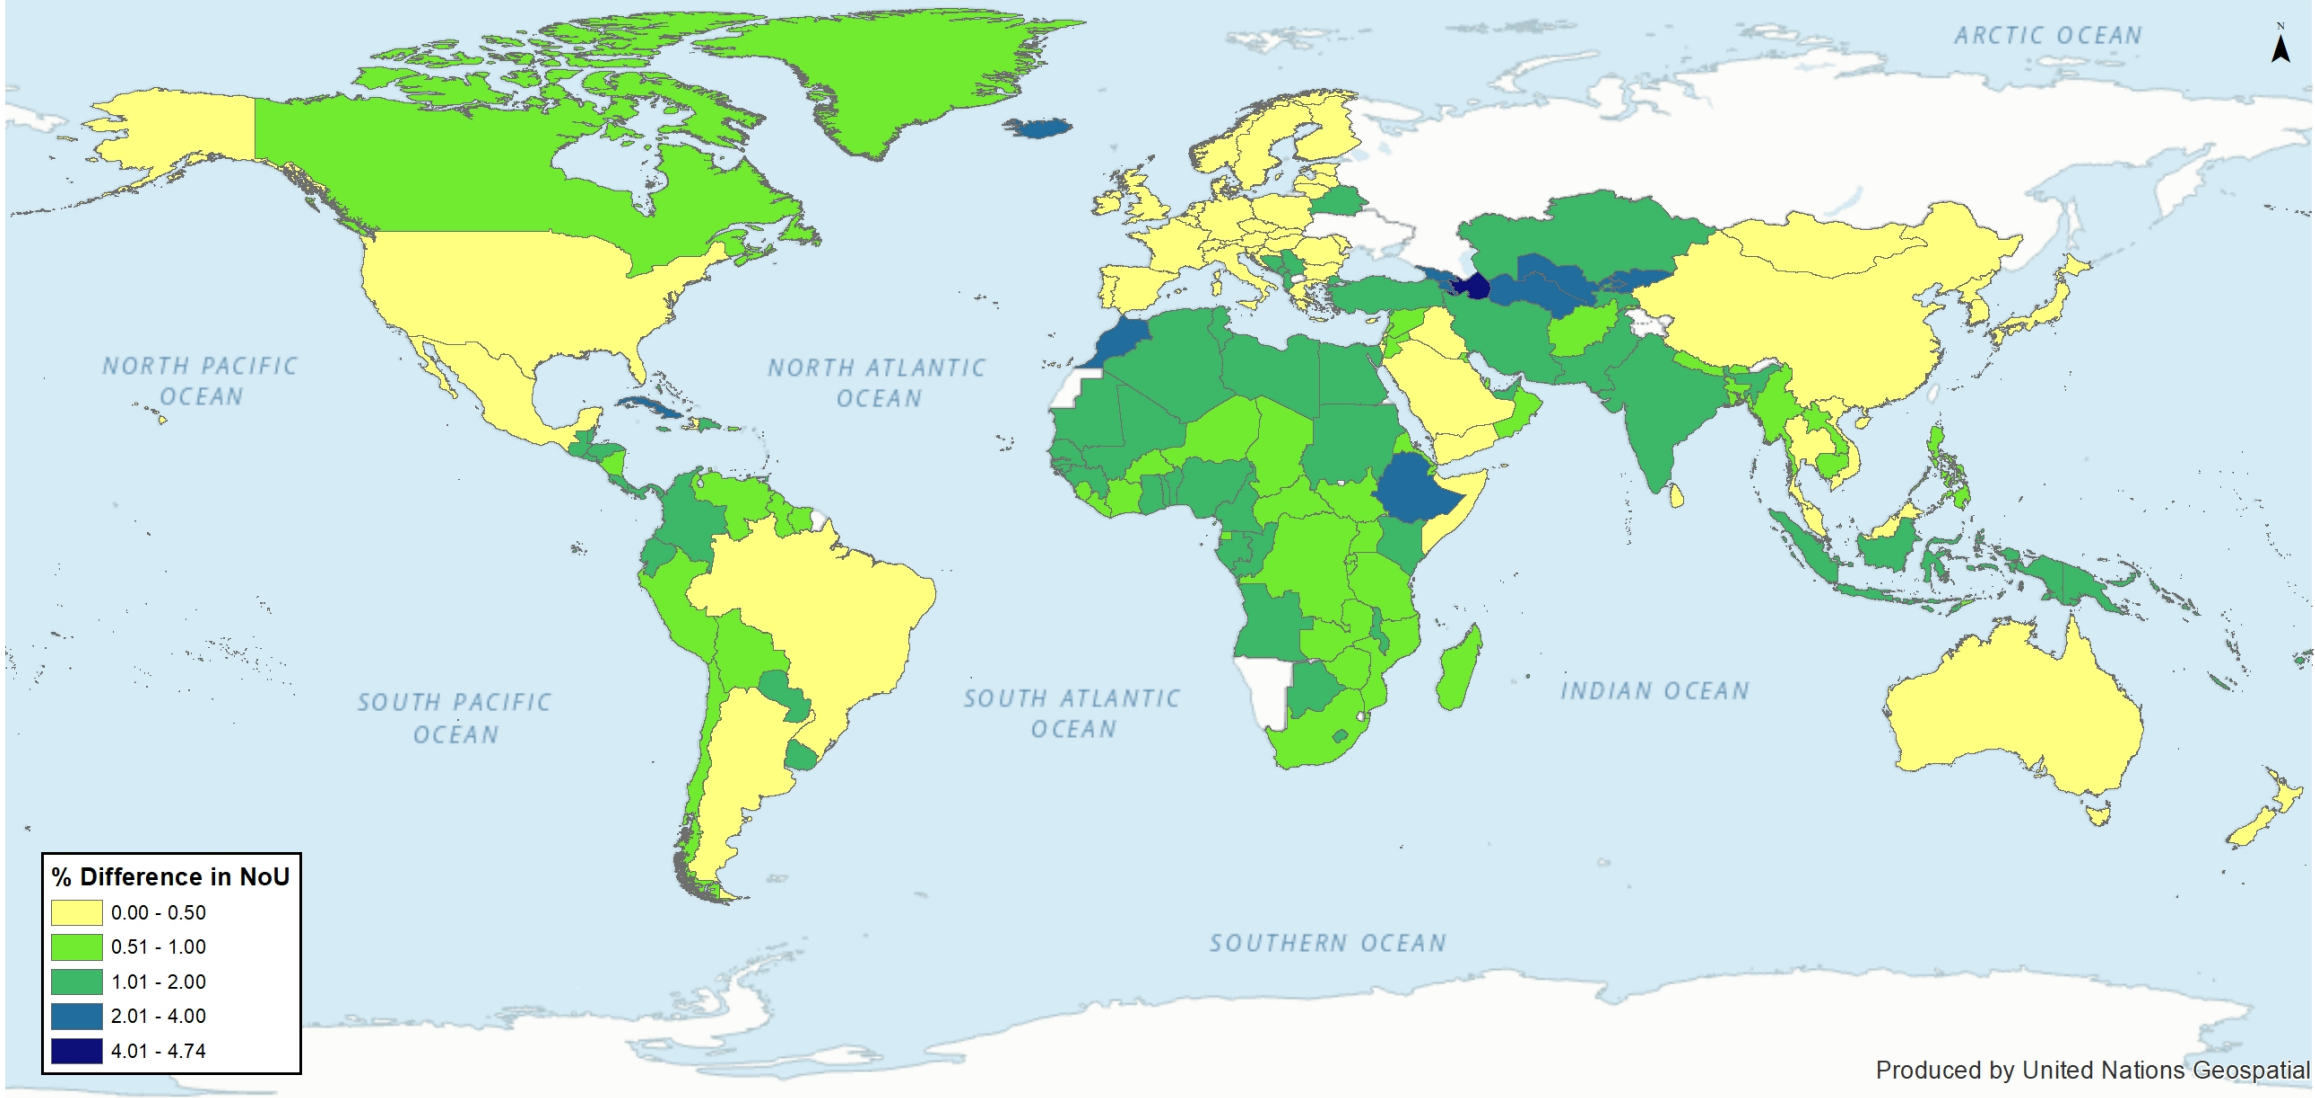 ARCTIC OCEAN
N
NORTH PACIFIC
OCEAN
NORTH ATLANTIC
OCEAN
SOUTH PACIFIC
OCEAN
SOUTH ATLANTIC
OCEAN
INDIAN OCEAN
SOUTHERN OCEAN
% Difference in NoU
0.00 - 0.50
0.51 - 1.00
1.01 - 2.00
2.01 - 4.00
4.01 - 4.74
Produced by United Nations Geospatial